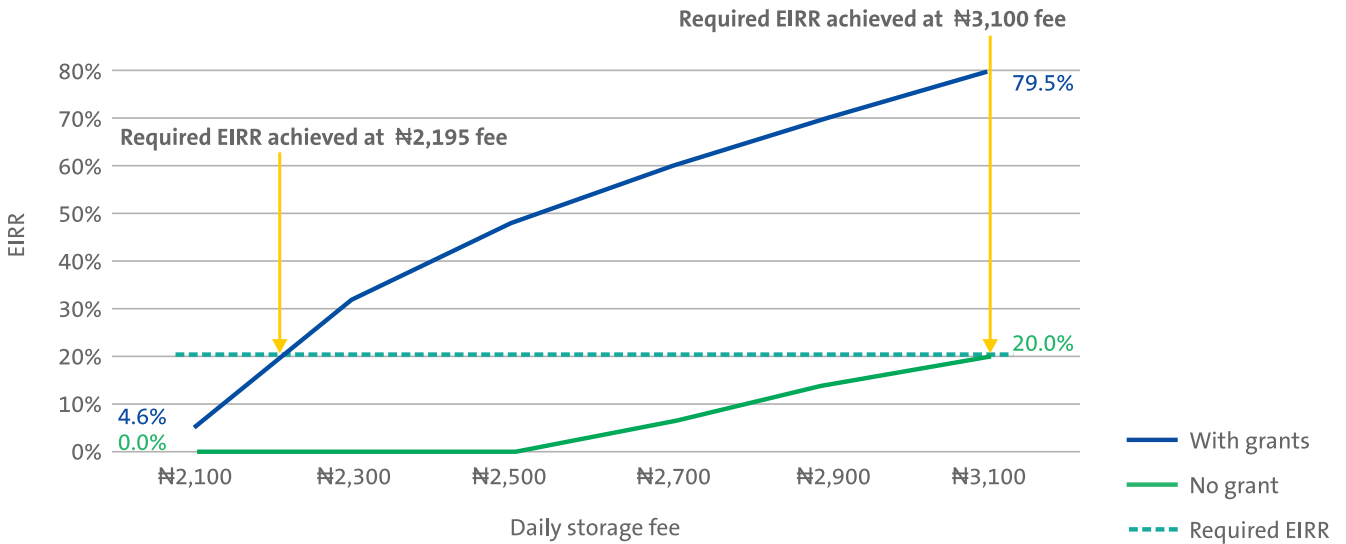 Required EIRR achieved at ₦3,100 fee
80%
79.5%
70%
Required EIRR achieved at ₦2,195 fee
60%
50%
EIRR
40%
30%
20%
20.0%
10%
4.6%
0.0%
0%
₦2,100
₦2,300
₦2,500
₦2,700
₦2,900
₦3,100
Daily storage fee
With grants
No grant
Required EIRR